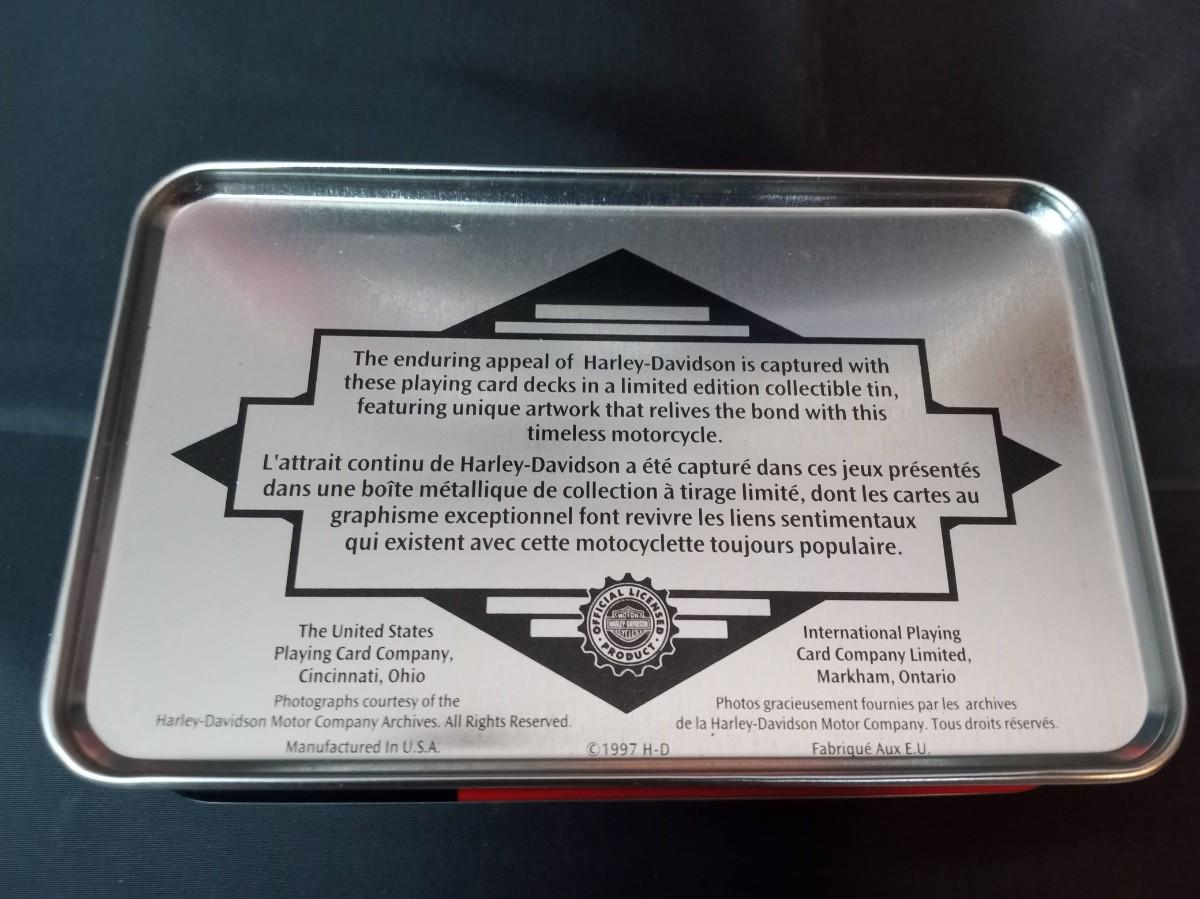 The enduring appeal of Harley-Davidson is captured with
these playing card decks in a limited edition collectible tin,
featuring unique artwork that relives the bond with this
timeless motorcycle.
L'attrait continu de Harley-Davidson a été capturé dans ces jeux présentés
dans une boîte métallique de collection à tirage limité, dont les cartes au
graphisme exceptionnel font revivre les liens sentimentaux
qui existent avec cette motocyclette toujours populaire.
OFFICIAL LICENSED
MOTOR
HARLEY-DAVIDSON
CYCLES
PRODUCT
The United States
Playing Card Company,
Cincinnati, Ohio
Photographs courtesy of the
Harley-Davidson Motor Company Archives. All Rights Reserved.
Manufactured In U.S.A.
©1997 H-D
International Playing
Card Company Limited,
Markham, Ontario
Photos gracieusement fournies par les archives
de la Harley-Davidson Motor Company. Tous droits réservés.
Fabriqué Aux E.U.